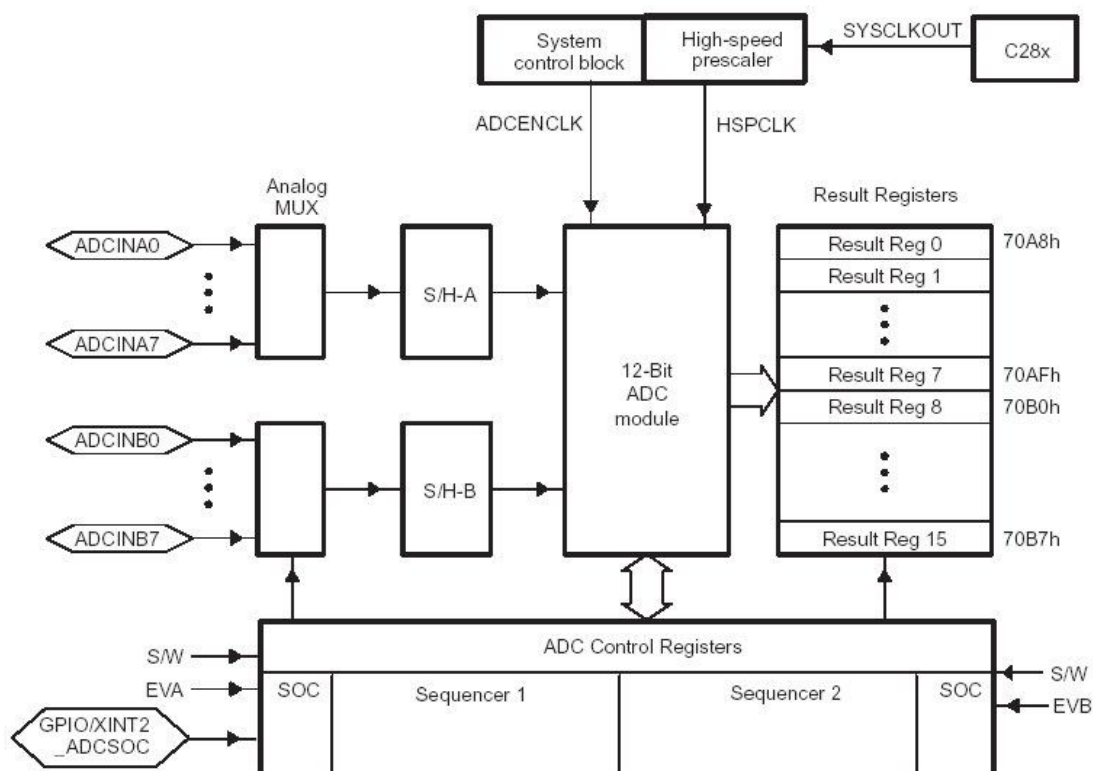 System
control block
High-speed
prescaler
SYSCLKOUT
C28x
ADCENCLK
HSPCLK
Analog
MUX
Result Registers
ADCINA0
ADCINA7
S/H-A
12-Bit
ADC
module
Result Reg 0
70A8h
Result Reg 1
Result Reg 7
70AFh
Result Reg 8
70B0h
ADCINB0
ADCINB7
S/H-B
Result Reg 15
70B7h
ADC Control Registers
S/W
EVA
GPIO/XINT2
_ADCSOC
SOC
Sequencer 1
Sequencer 2
SOC
S/W
EVB